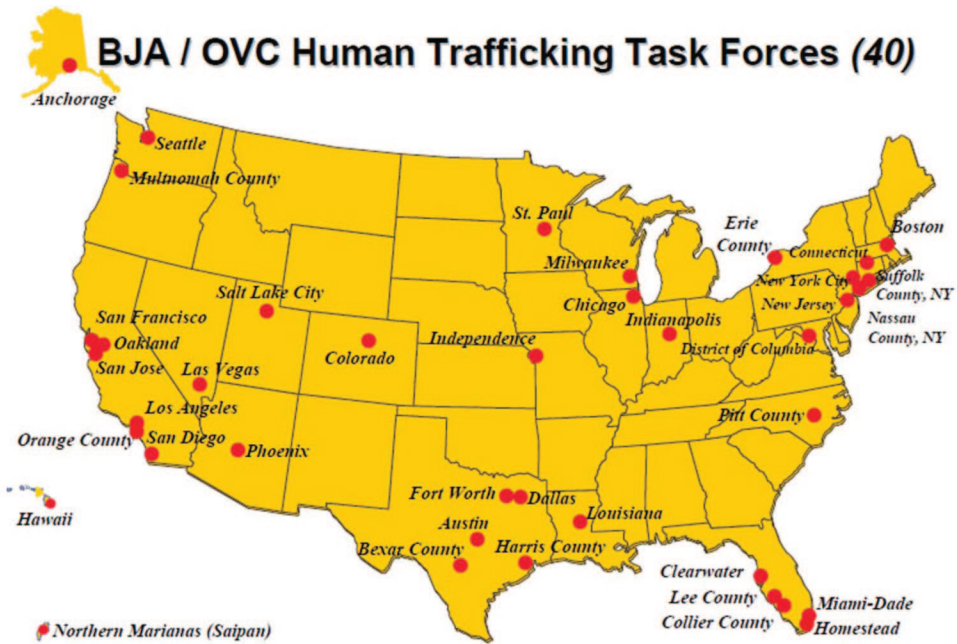 BJA / OVC Human Trafficking Task Forces (40)
Anchorage
Seattle
Multnomah County
St. Paul
Erie
County
Boston
Connecticut
Milwaukee
New York City
Suffolk
County, NY
Salt Lake City
Chicago
New Jersey
Nassau
County, NY
San Francisco
Indianapolis
Oakland
Colorado
Independence
District of Columbia
San Jose
Las Vegas
Los Angeles
Pitt County
Orange County
San Diego
Phoenix
Fort Worth
Dallas
Hawaii
Louisiana
Austin
Bexar County
Harris County
Clearwater
Lee County
Miami-Dade
Collier County
Homestead
Northern Marianas (Saipan)